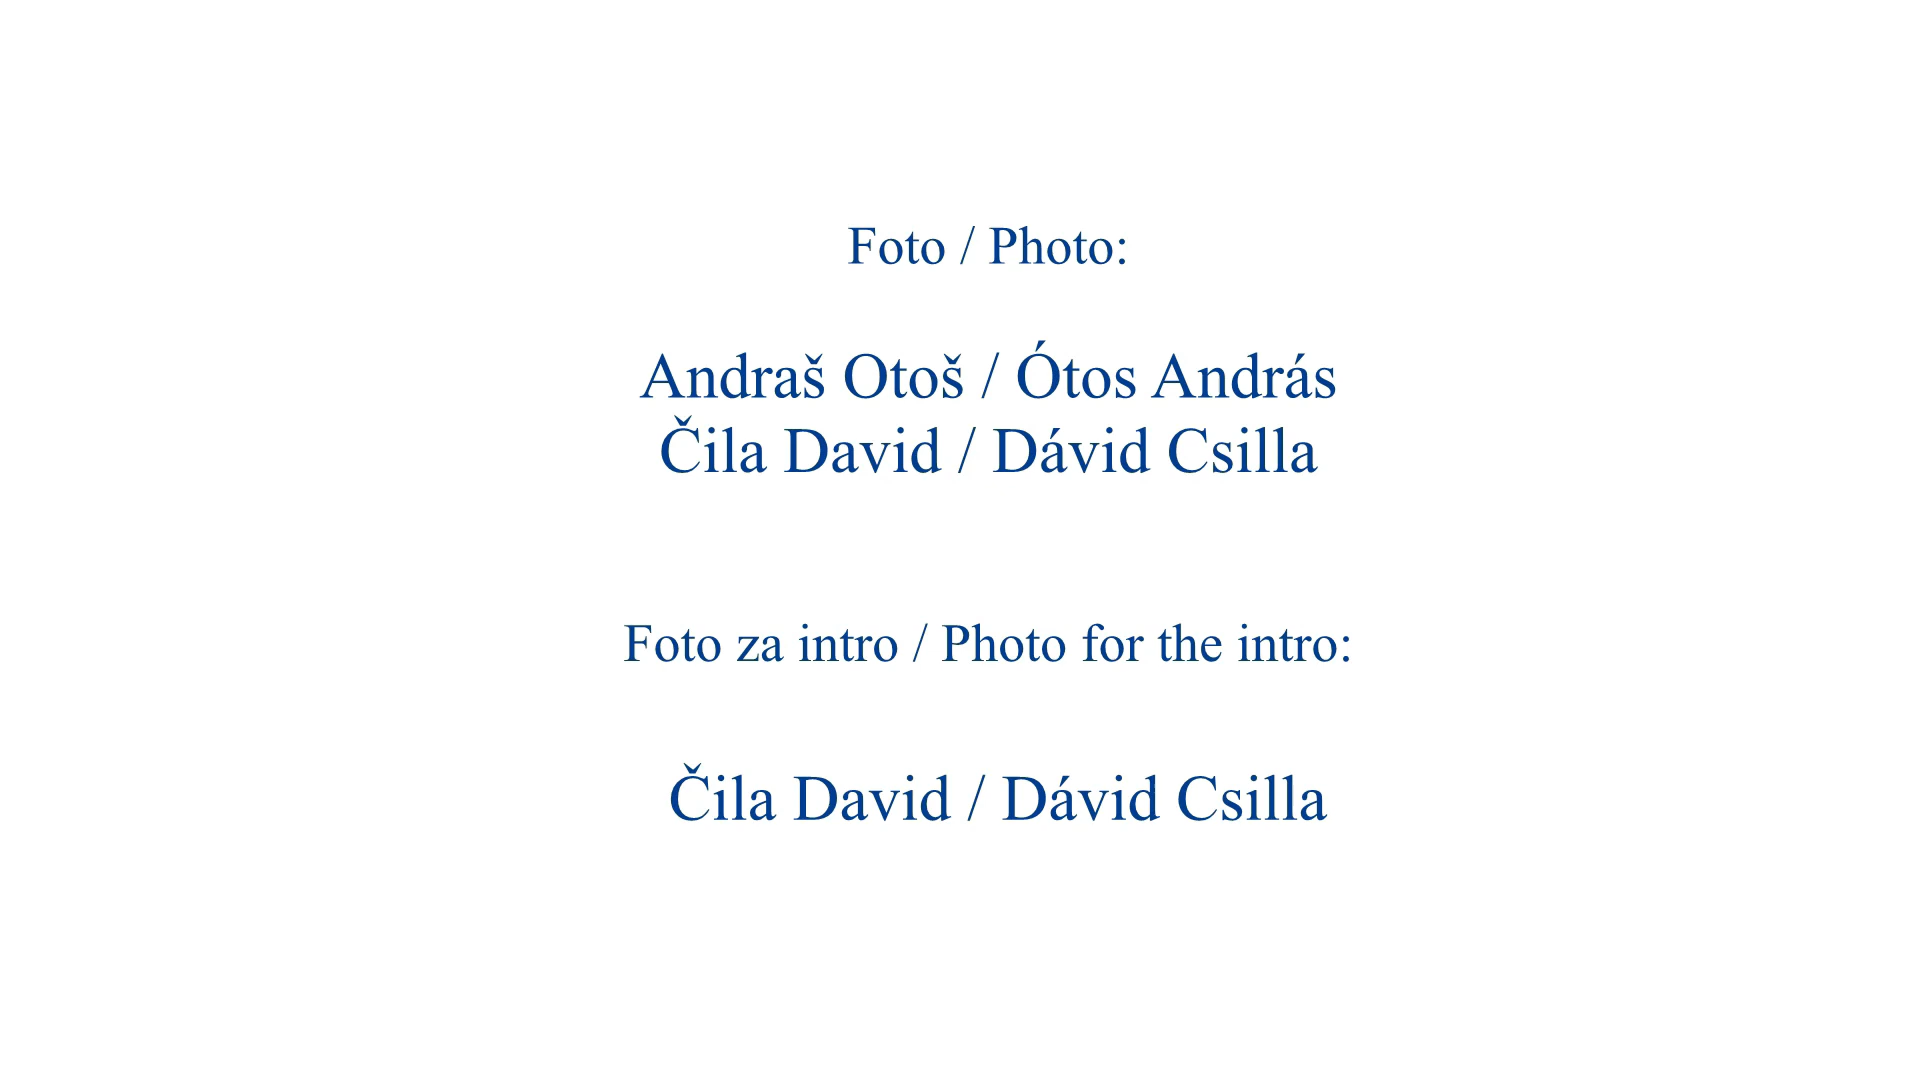 Foto / Photo:
Andraš Otoš / Ótos András
Čila David / Dávid Csilla
Foto za intro / Photo for the intro:
Čila David / Dávid Csilla